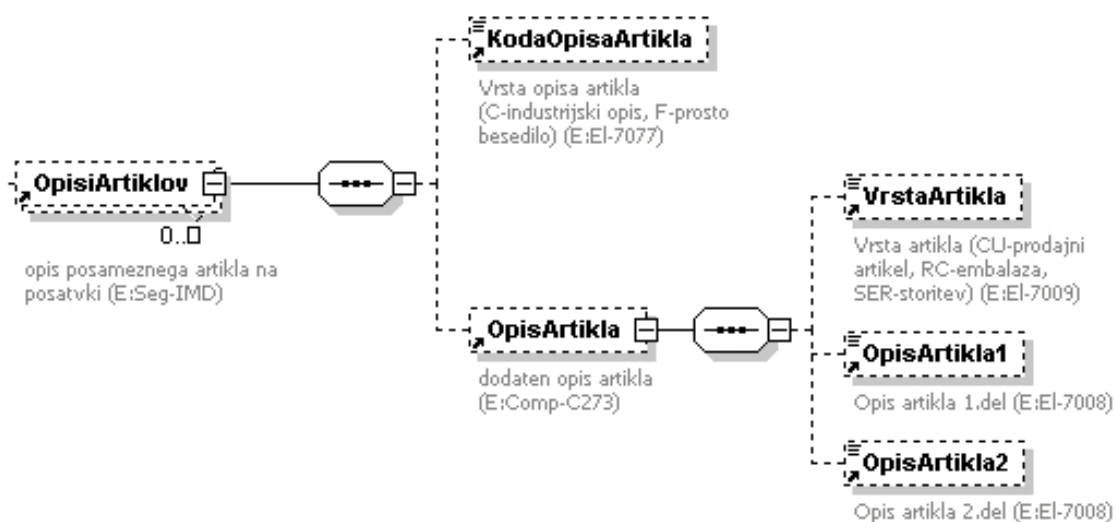 KodaOpisaArtikla
Vrsta opisa artikla
(C-industrijski opis, F-prosto
besedilo) (E:El-7077)
OpisiArtiklov
0..
opis posameznega artikla na
posatvki (E:Seg-IMD)
VrstaArtikla
Vrsta artikla (CU-prodajni
artikel, RC-embalaza,
SER-storitev) (E:El-7009)
OpisArtikla
dodaten opis artikla
(E:Comp-C273)
OpisArtikla1
Opis artikla 1.del (E:El-7008)
OpisArtikla2
Opis artikla 2.del (E:El-7008)